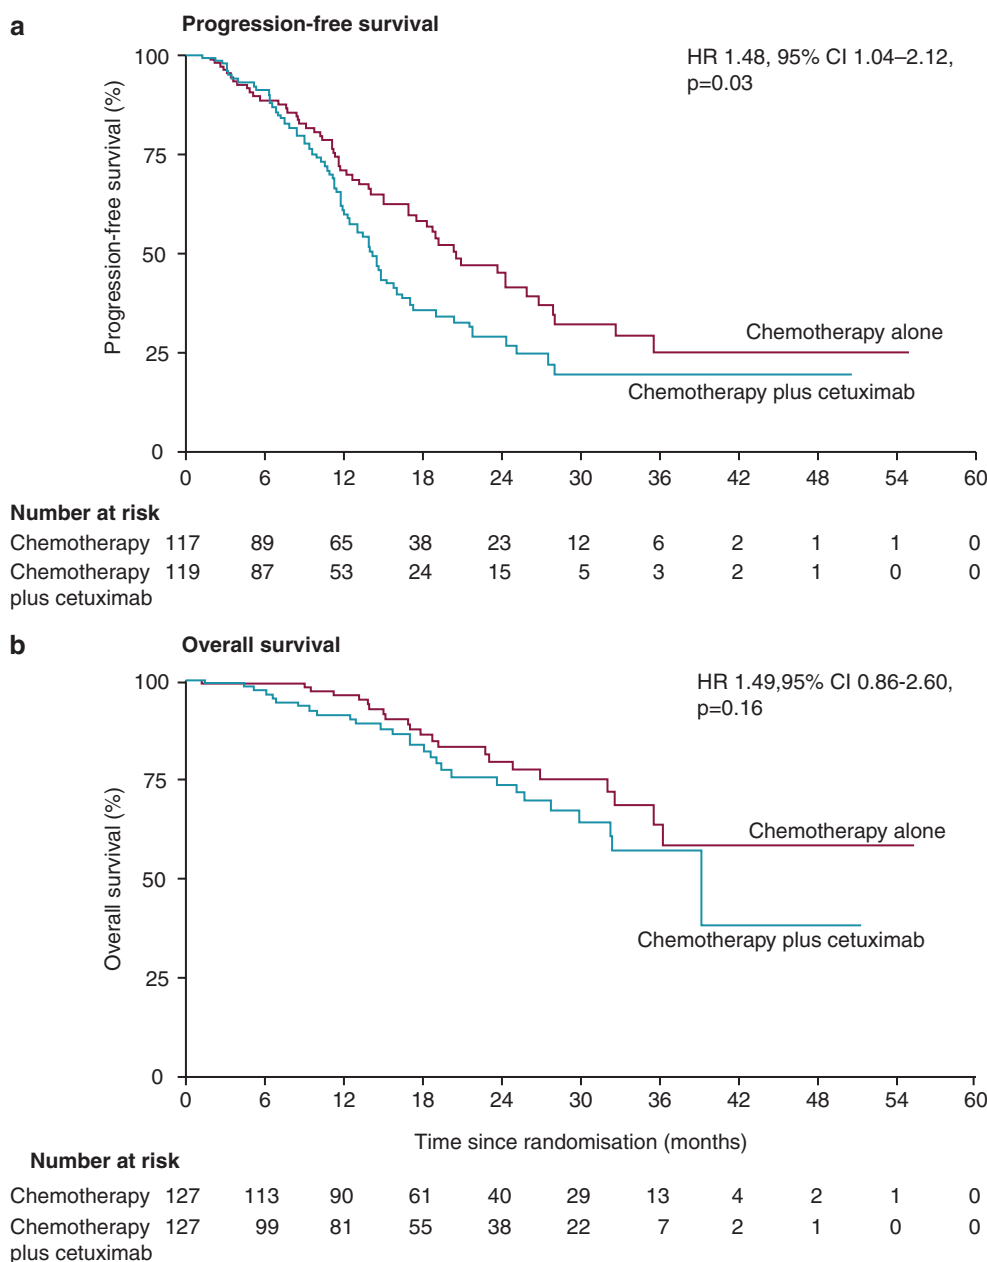 a
Progression-free survival
HR 1.48, 95% CI 1.04–2.12,
p=0.03
Progression-free survival (%)
100
75
50
25
0
Chemotherapy alone
Chemotherapy plus cetuximab
0 6 12 18 24 30 36 42 48 54 60
Number at risk
Chemotherapy 117 89 65 38 23 12 6 2 1 1 0
Chemotherapy 119 87 53 24 15 5 3 2 1 0 0
plus cetuximab
b
Overall survival
HR 1.49,95% CI 0.86-2.60,
p=0.16
Overall survival (%)
100
75
50
25
0
Chemotherapy alone
Chemotherapy plus cetuximab
0 6 12 18 24 30 36 42 48 54 60
Time since randomisation (months)
Number at risk
Chemotherapy 127 113 90 61 40 29 13 4 2 1 0
Chemotherapy 127 99 81 55 38 22 7 2 1 0 0
plus cetuximab